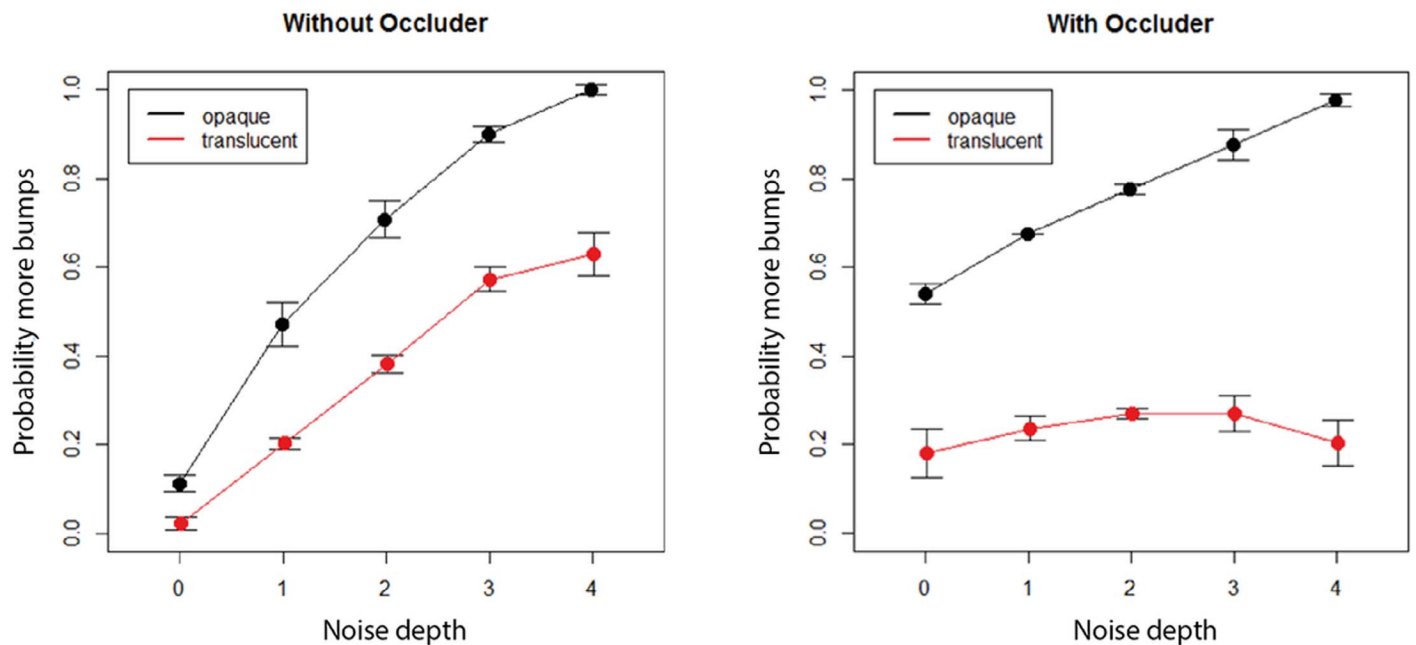 Without Occluder
opaque
translucent
Probability more bumps
0.0
0.2
0.4
0.6
0.8
1.0
0 1 2 3 4
Noise depth
With Occluder
opaque
translucent
Probability more bumps
0.0
0.2
0.4
0.6
0.8
1.0
0 1 2 3 4
Noise depth